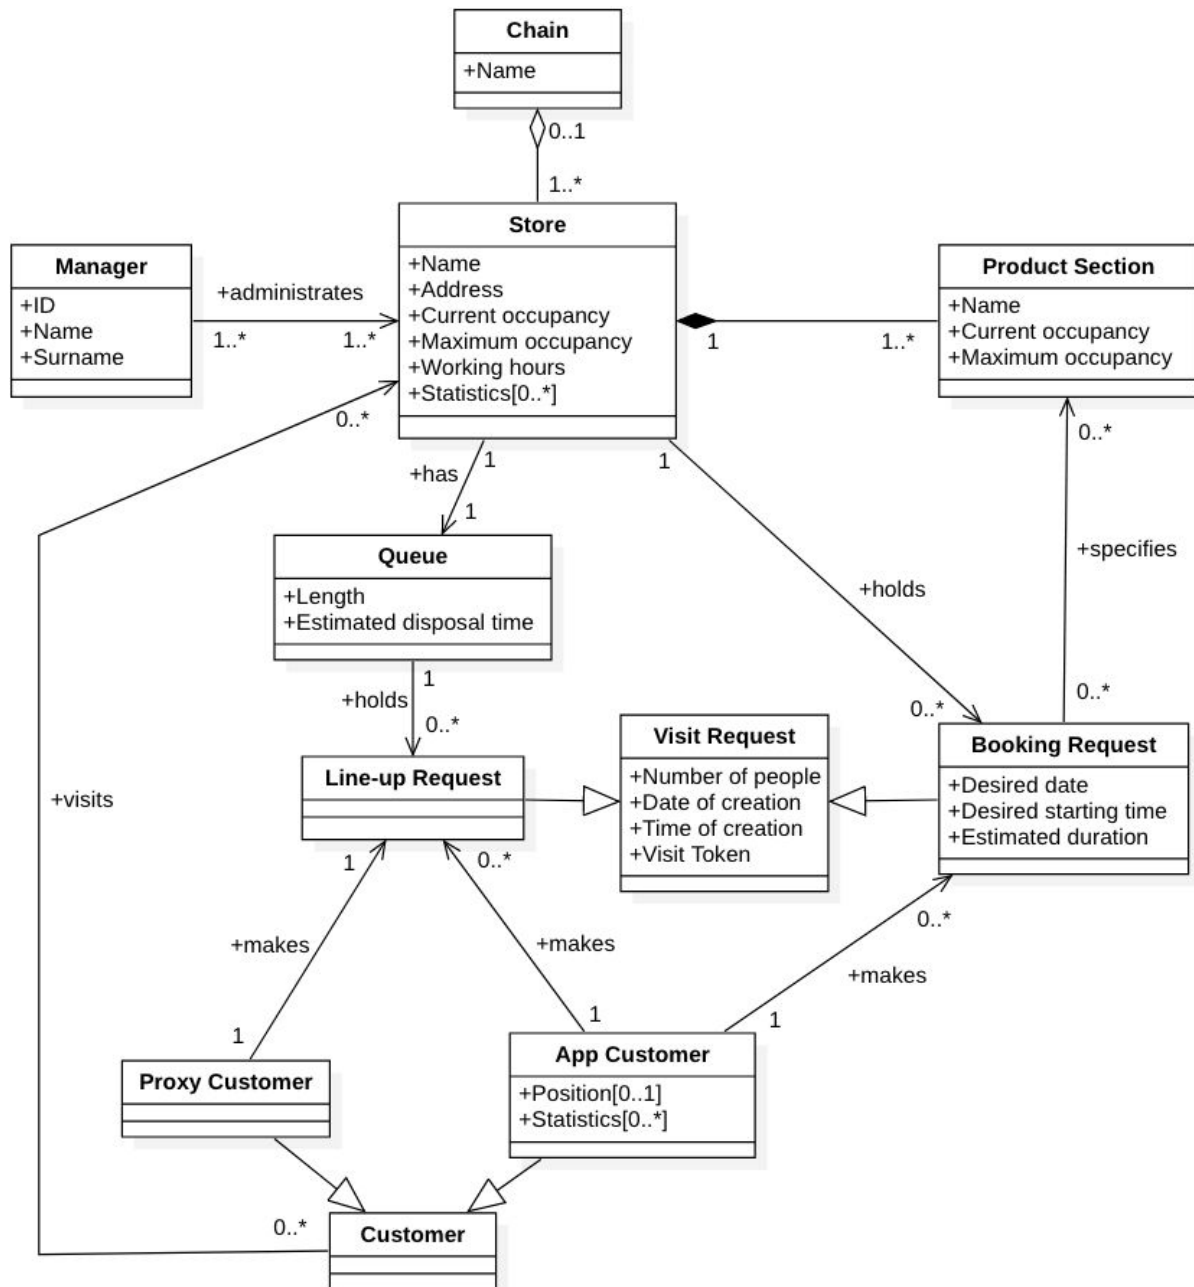 Chain
+Name
0..1
1..*
Store
+Name
+Address
+Current occupancy
+Maximum occupancy
+Working hours
+Statistics[0..*]
Manager
+ID
+Name
+Surname
+administrates
1..*
1..*
Product Section
+Name
+Current occupancy
+Maximum occupancy
1
1..*
0..*
1
+has
1
1
0..*
Queue
+Length
+Estimated disposal time
+specifies
+holds
1
+holds
0..*
0..*
0..*
Visit Request
+Number of people
+Date of creation
+Time of creation
+Visit Token
Booking Request
+Desired date
+Desired starting time
+Estimated duration
Line-up Request
+visits
1
0..*
0..*
+makes
+makes
+makes
1
1
1
Proxy Customer
App Customer
+Position[0..1]
+Statistics[0..*]
0..*
Customer